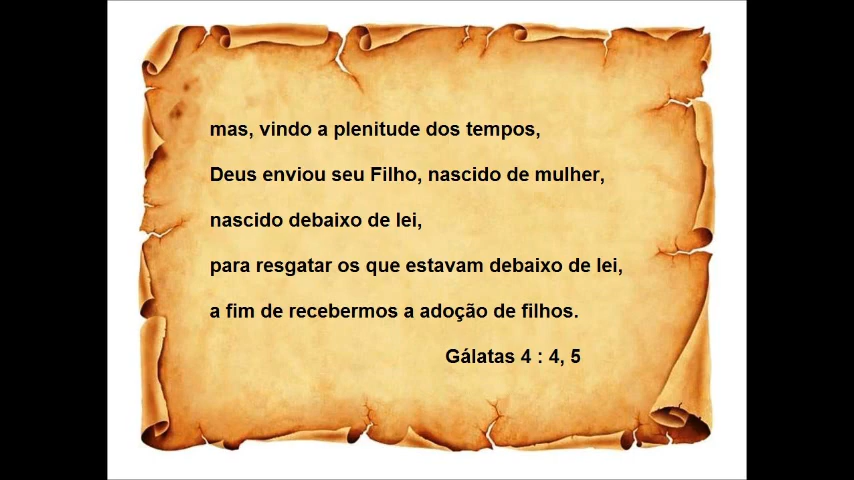 mas, vindo a plenitude dos tempos,
Deus enviou seu Filho, nascido de mulher,
nascido debaixo de lei,
para resgatar os que estavam debaixo de lei,
a fim de recebermos a adoção de filhos.
Gálatas 4 : 4, 5